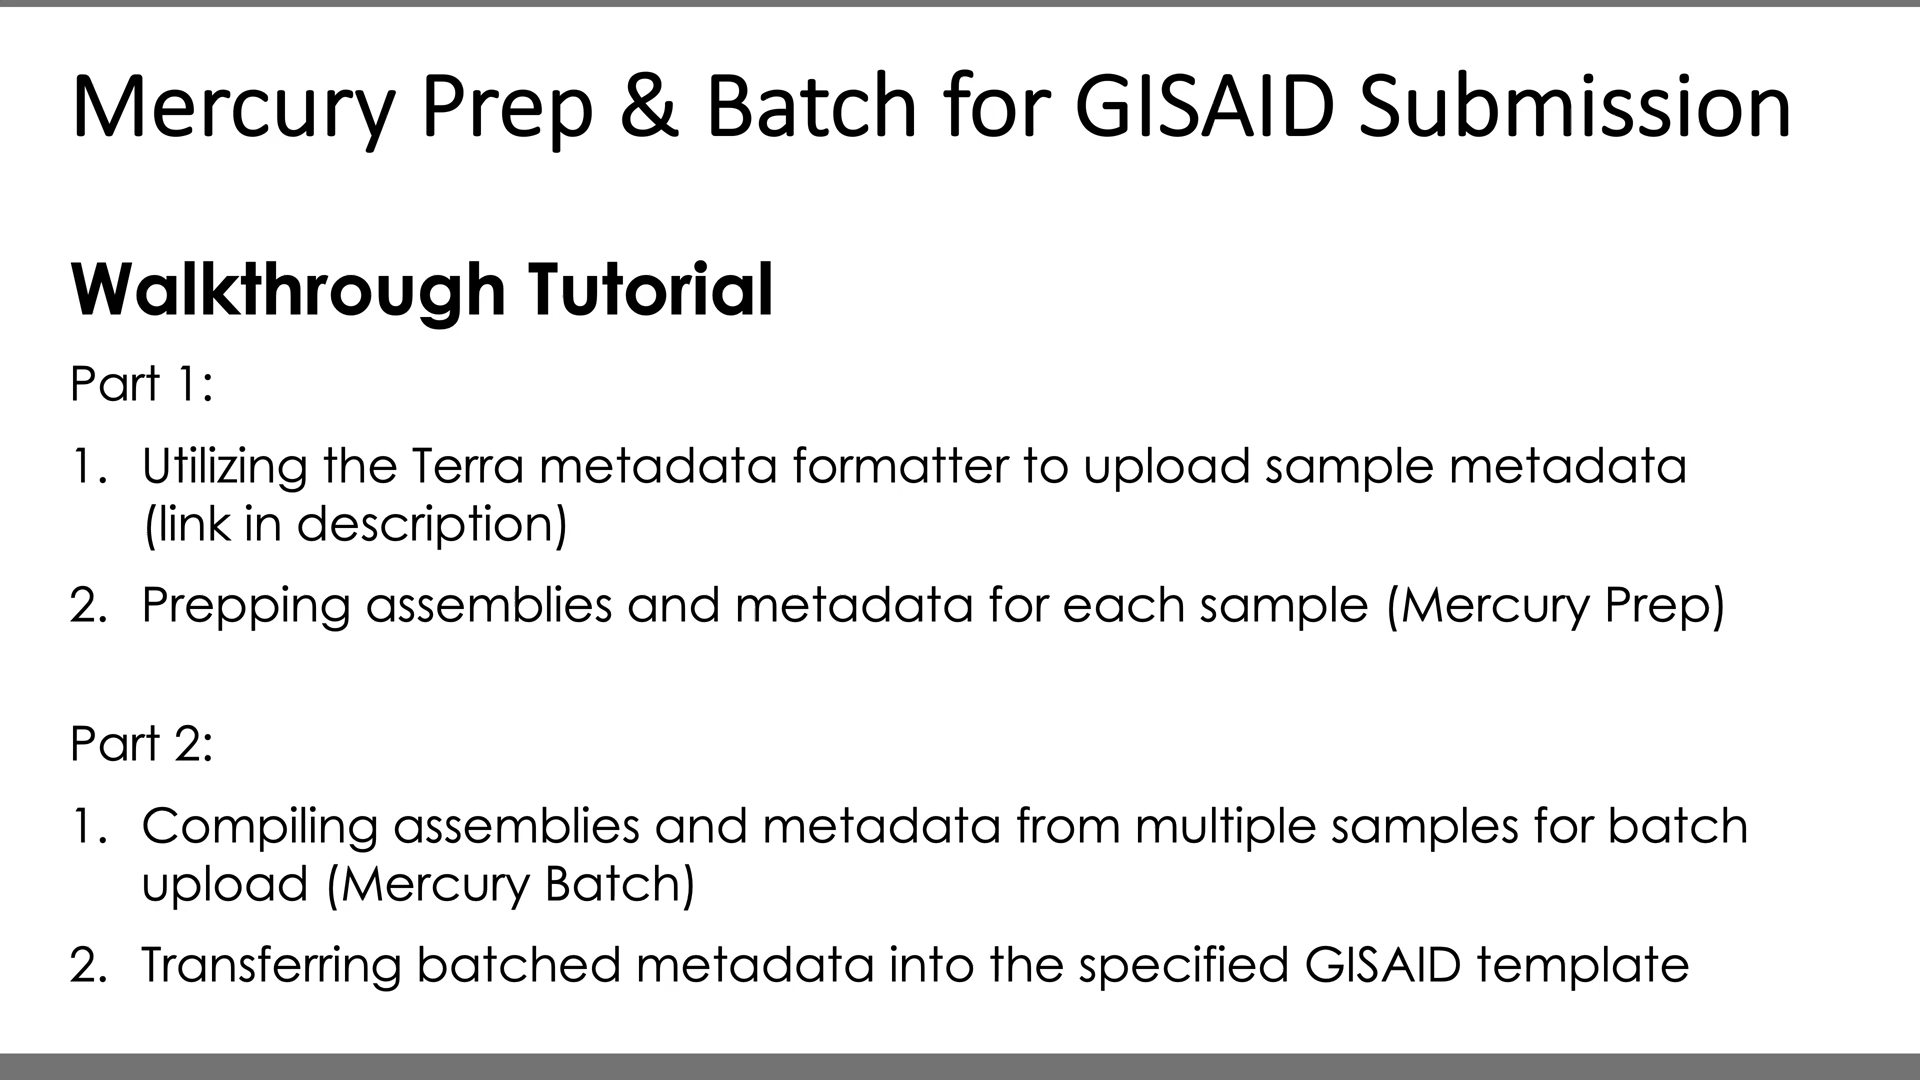 Mercury Prep & Batch for GISAID Submission
Walkthrough Tutorial
Part 1:
1. Utilizing the Terra metadata formatter to upload sample metadata
(link in description)
2. Prepping assemblies and metadata for each sample (Mercury Prep)
Part 2:
1. Compiling assemblies and metadata from multiple samples for batch
upload (Mercury Batch)
2. Transferring batched metadata into the specified GISAID template